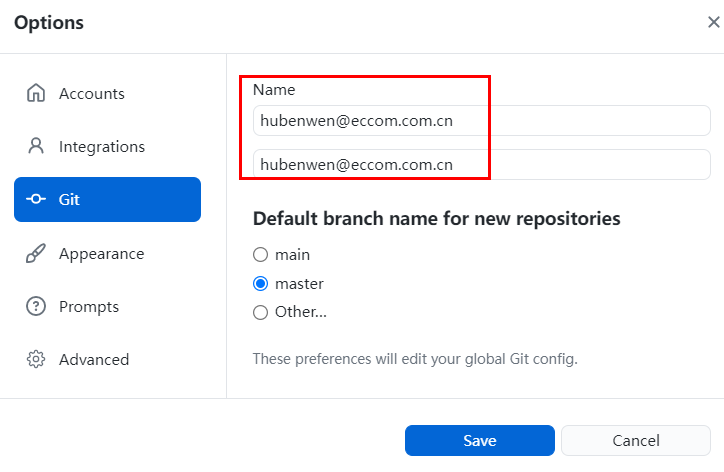 Options
Accounts
Integrations
Git
Appearance
Prompts
Advanced
Name
hubenwen@eccom.com.cn
hubenwen@eccom.com.cn
Default branch name for new repositories
main
master
Other...
These preferences will edit your global Git config.
Save
Cancel